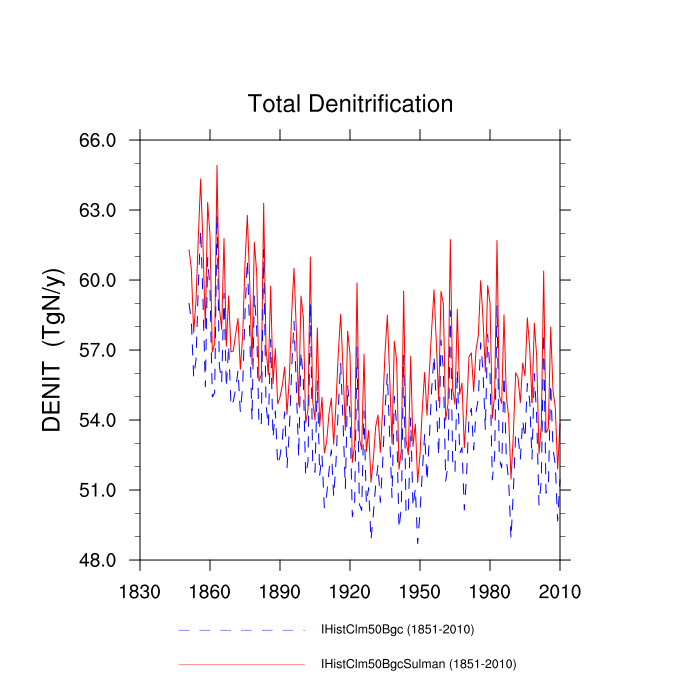 Total Denitrification
DENIT (TgN/y)
66.0
63.0
60.0
57.0
54.0
51.0
48.0
1830 1860 1890 1920 1950 1980 2010
IHistClm50Bgc (1851-2010)
IHistClm50BgcSulman (1851-2010)